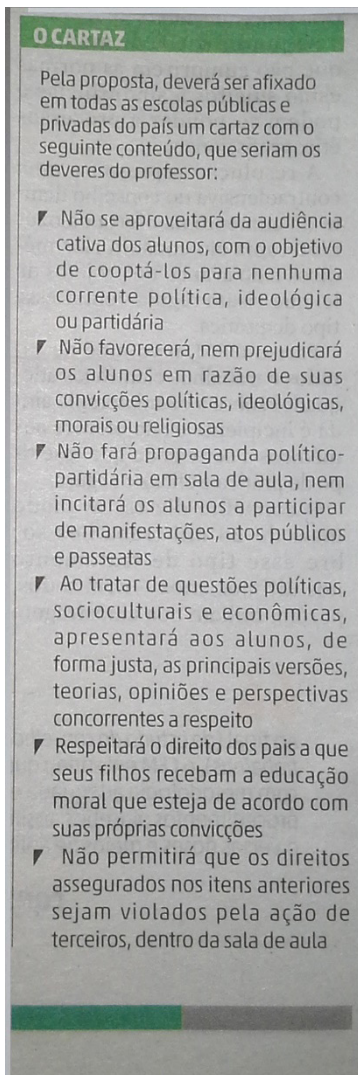 O CARTAZ
Pela proposta, deverá ser afixado
em todas as escolas públicas e
privadas do país um cartaz com o
seguinte conteúdo, que seriam os
deveres do professor:
Não se aproveitará da audiência
cativa dos alunos, com o objetivo
de cooptá-los para nenhuma
corrente política, ideológica
ou partidária
Não favorecerá, nem prejudicará
os alunos em razão de suas
convicções políticas, ideológicas,
morais ou religiosas
Não fará propaganda político-
partidária em sala de aula, nem
incitará os alunos a participar
de manifestações, atos públicos
e passeatas
Ao tratar de questões políticas,
socioculturais e econômicas,
apresentará aos alunos, de
forma justa, as principais versões,
teorias, opiniões e perspectivas
concorrentes a respeito
Respeitará o direito dos pais a que
seus filhos recebam a educação
moral que esteja de acordo com
suas próprias convicções
Não permitirá que os direitos
assegurados nos itens anteriores
sejam violados pela ação de
terceiros, dentro da sala de aula